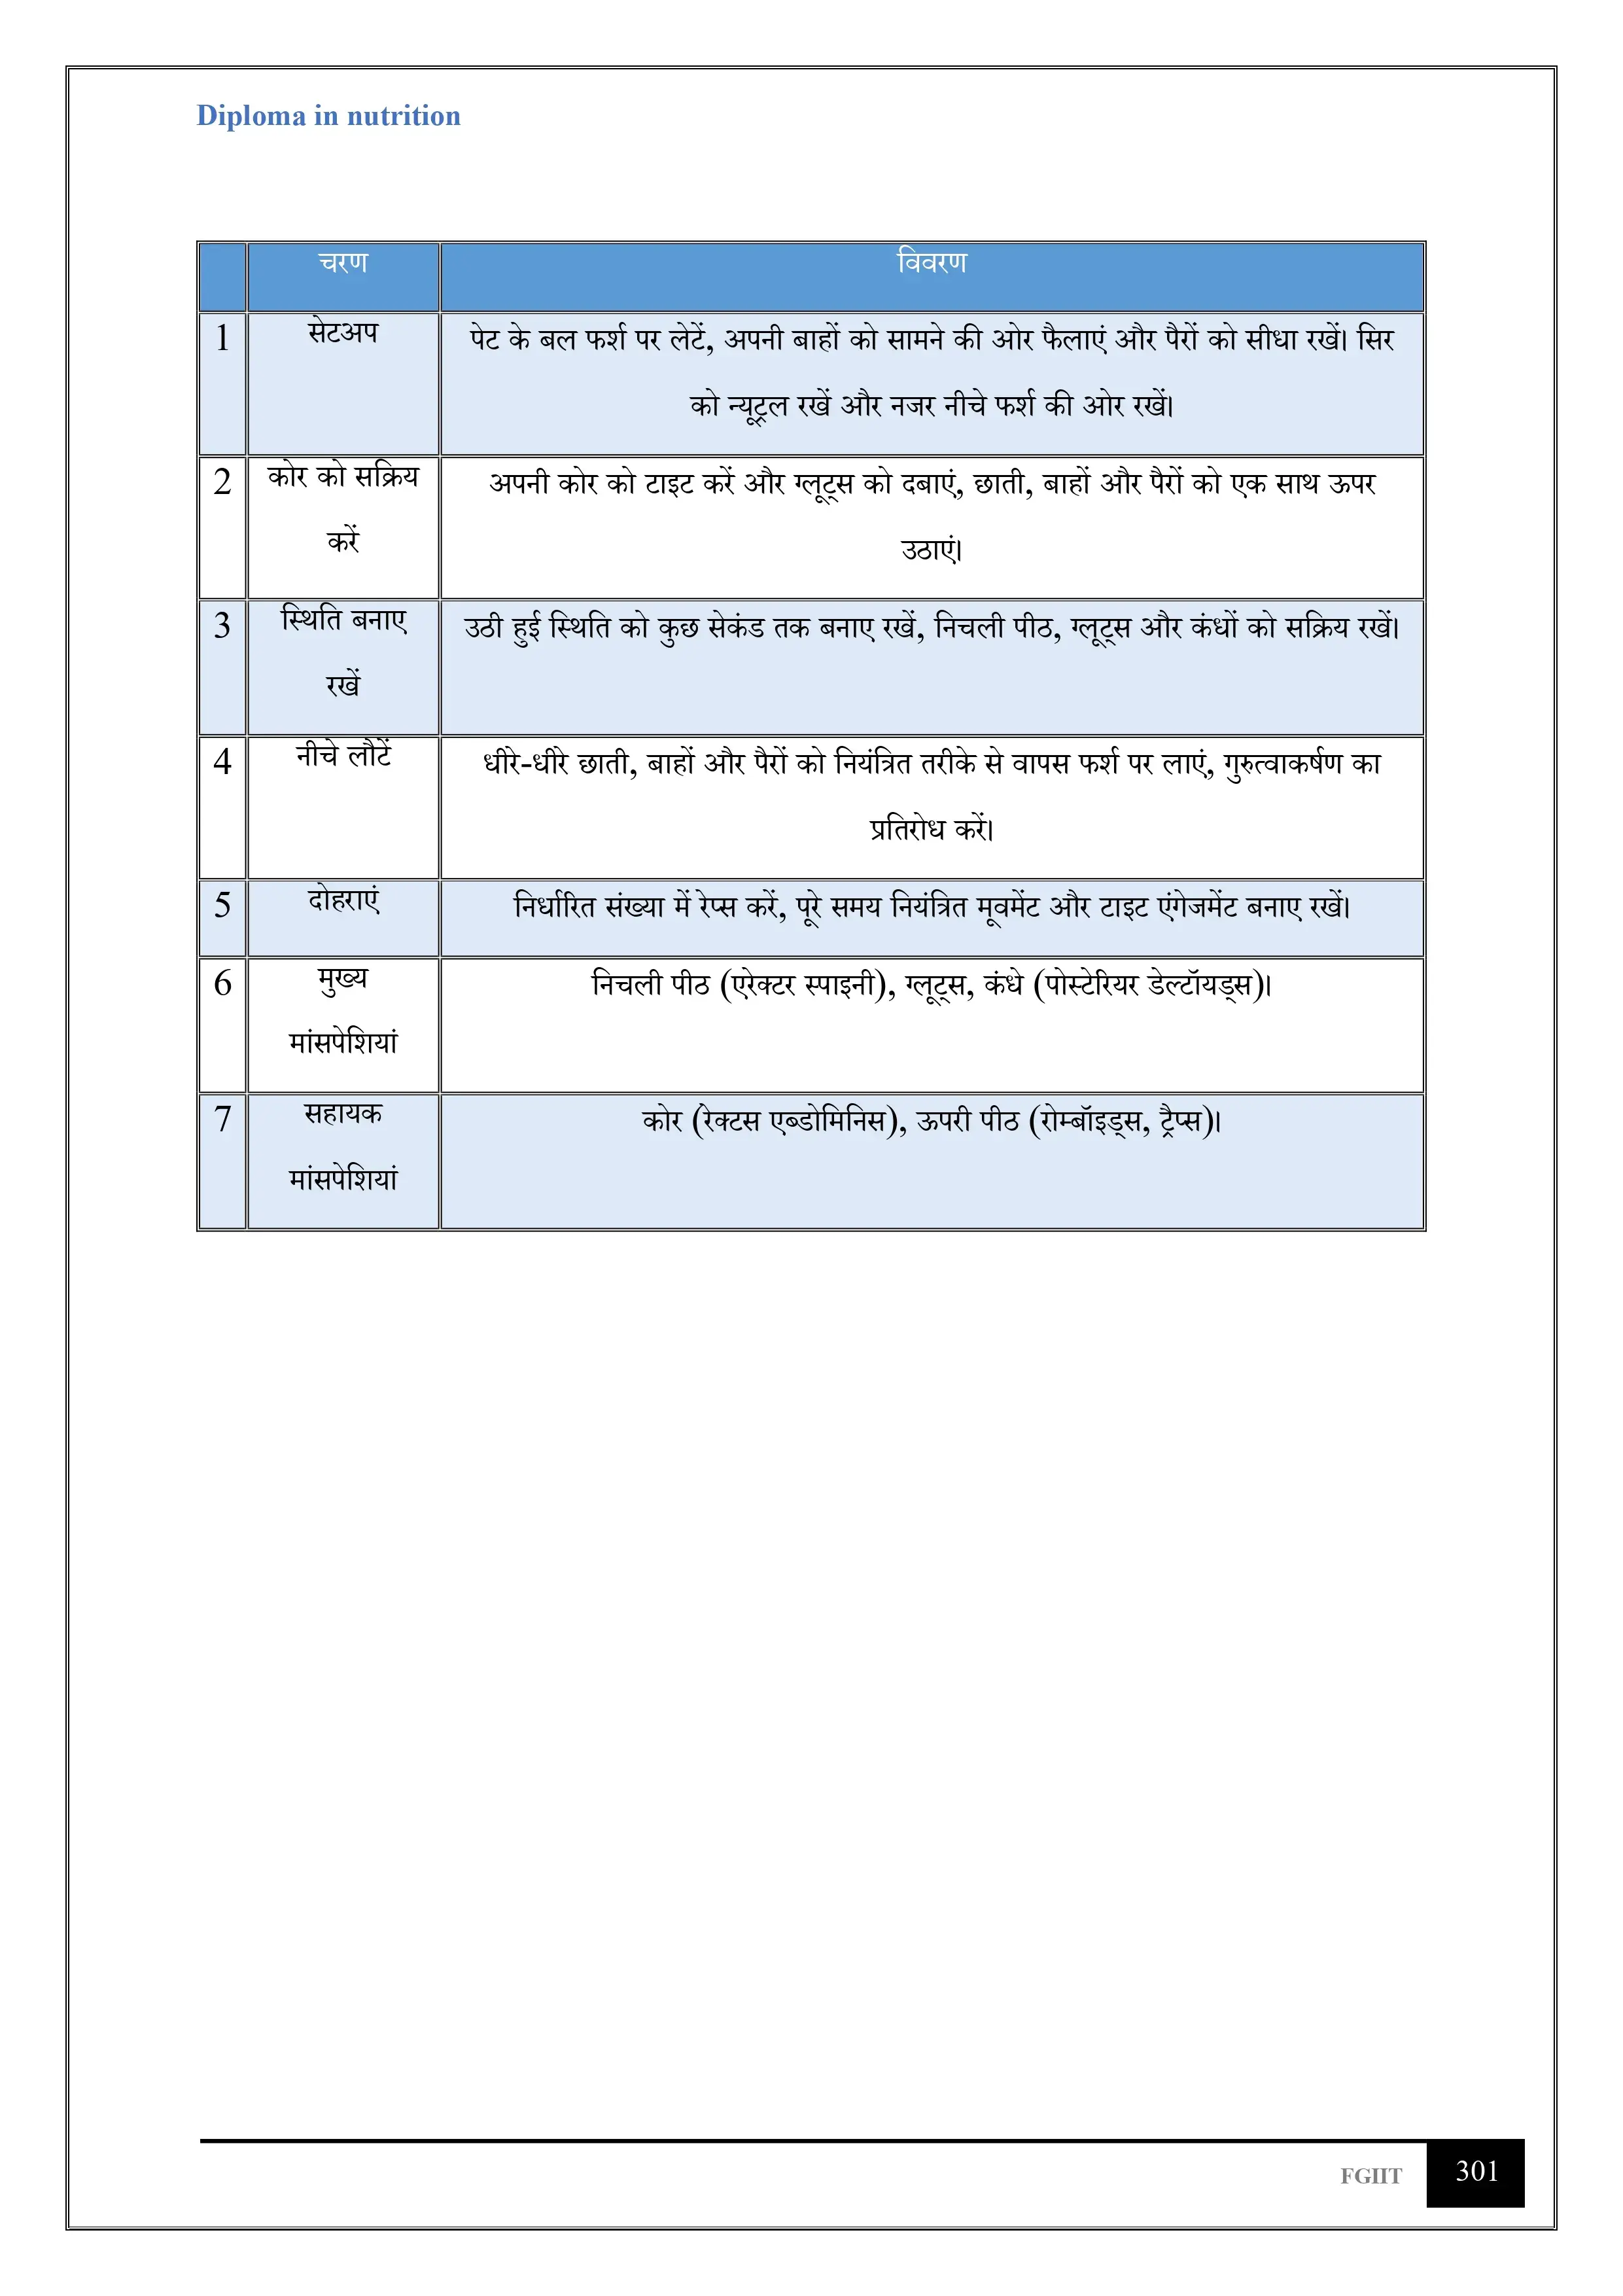 Diploma in nutrition
चरण विवरण
1 सेटअप पेट के बल फर्श पर लेटें, अपनी बाहों को सामने की ओर फैलाएं और पैरों को सीधा रखें। सिर
को न्यूट्रल रखें और नजर नीचे फर्श की ओर रखें।
2 कोर को सक्रिय अपनी कोर को टाइट करें और ग्लूट्स को दबाएं, छाती, बाहों और पैरों को एक साथ ऊपर
करें उठाएं।
3 स्थिति बनाए उठी हुई स्थिति को कुछ सेकंड तक बनाए रखें, निचली पीठ, ग्लूट्स और कंधों को सक्रिय रखें।
रखें
4 नीचे लौटें धीरे-धीरे छाती, बाहों और पैरों को नियंत्रित तरीके से वापस फर्श पर लाएं, गुरुत्वाकर्षण का
प्रतिरोध करें।
5 दोहराएं निर्धारित संख्या में रेप्स करें, पूरे समय नियंत्रित मूवमेंट और टाइट एंगेजमेंट बनाए रखें।
6 मुख्य निचली पीठ (एरेक्टर स्पाइनी), ग्लूट्स, कंधे (पोस्टेरियर डेल्टॉयड्स)।
मांसपेशियां
7 सहायक कोर (रेक्टस एब्डोमिनिस), ऊपरी पीठ (रोम्बॉइड्स, ट्रैप्स)।
मांसपेशियां
FGIIT 301